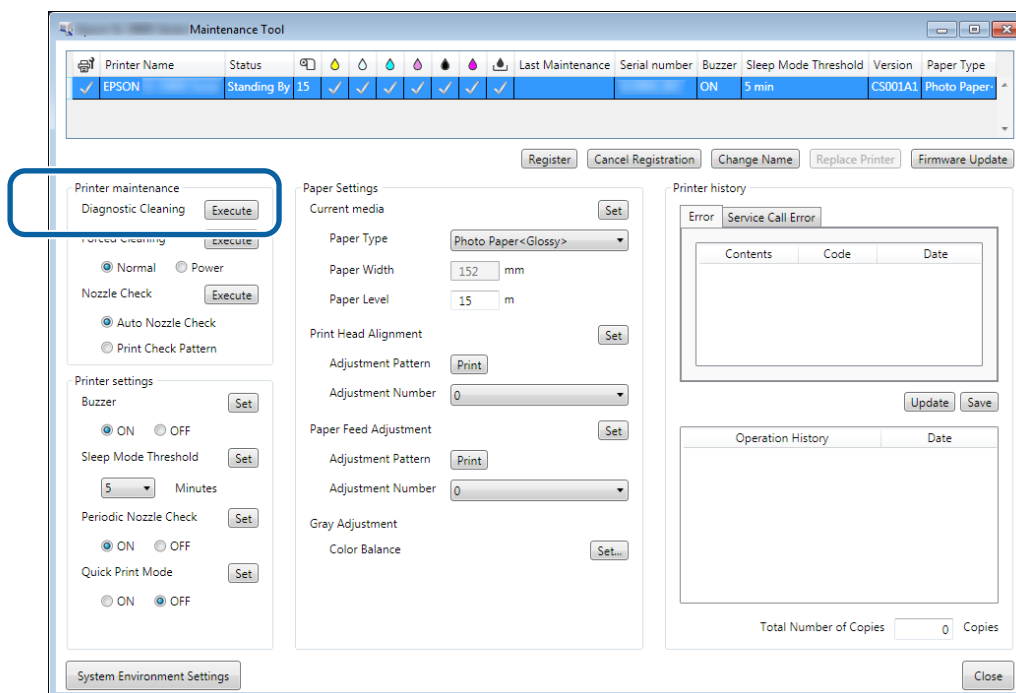 Maintenance Tool
Printer Name Status Last Maintenance Serial number Buzzer Sleep Mode Threshold Version Paper Type
EPSON Standing By 15 ON 5 min CS001A1 Photo Paper
Register Cancel Registration Change Name Replace Printer Firmware Update
Printer maintenance
Diagnostic Cleaning Execute
Forced Cleaning Execute
Normal Power
Nozzle Check Execute
Auto Nozzle Check
Print Check Pattern
Printer settings
Buzzer Set
ON OFF
Sleep Mode Threshold Set
5 Minutes
Periodic Nozzle Check Set
ON OFF
Quick Print Mode Set
ON OFF
Paper Settings
Current media Set
Paper Type Photo Paper<Glossy>
Paper Width 152 mm
Paper Level 15 m
Print Head Alignment Set
Adjustment Pattern Print
Adjustment Number 0
Paper Feed Adjustment Set
Adjustment Pattern Print
Adjustment Number 0
Gray Adjustment
Color Balance Set...
Printer history
Error Service Call Error
Contents Code Date
Update Save
Operation History Date
Total Number of Copies 0 Copies
System Environment Settings Close